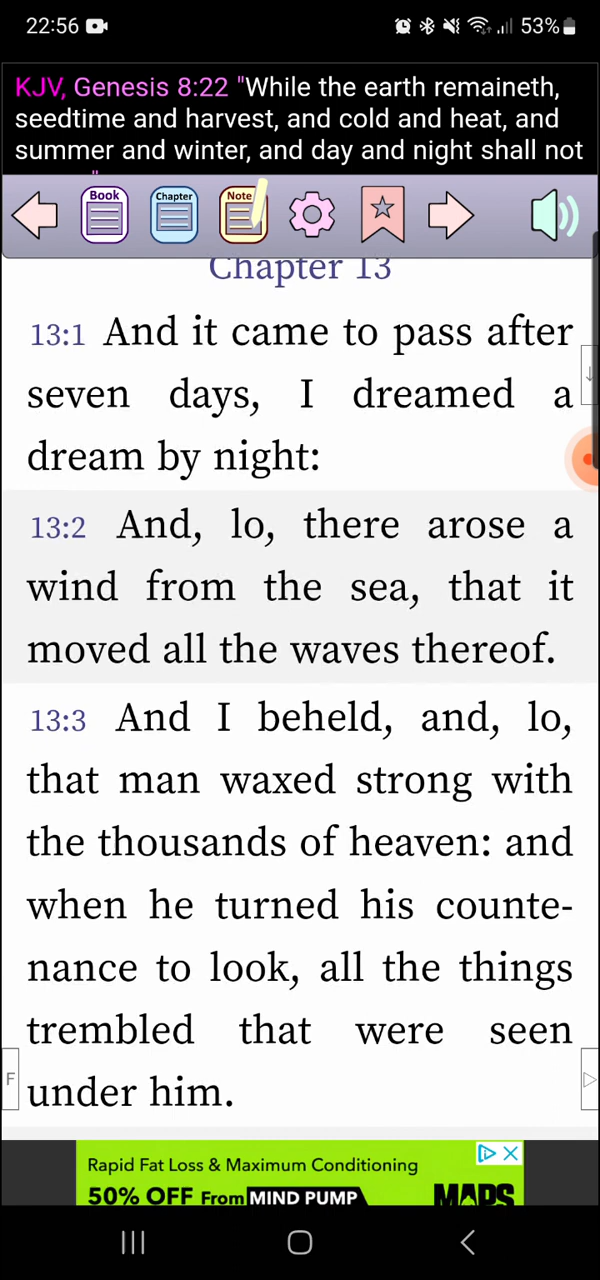 22:56
53%
KJV, Genesis 8:22 "While the earth remaineth,
seedtime and harvest, and cold and heat, and
summer and winter, and day and night shall not
Book
Chapter
Note
Chapter 13
13:1 And it came to pass after
seven days, I dreamed a
dream by night:
13:2 And, lo, there arose a
wind from the sea, that it
moved all the waves thereof.
13:3 And I beheld, and, lo,
that man waxed strong with
the thousands of heaven: and
when he turned his counte-
nance to look, all the things
trembled that were seen
F
under him.
Rapid Fat Loss & Maximum Conditioning
50% OFF From MIND PUMP
MAPS